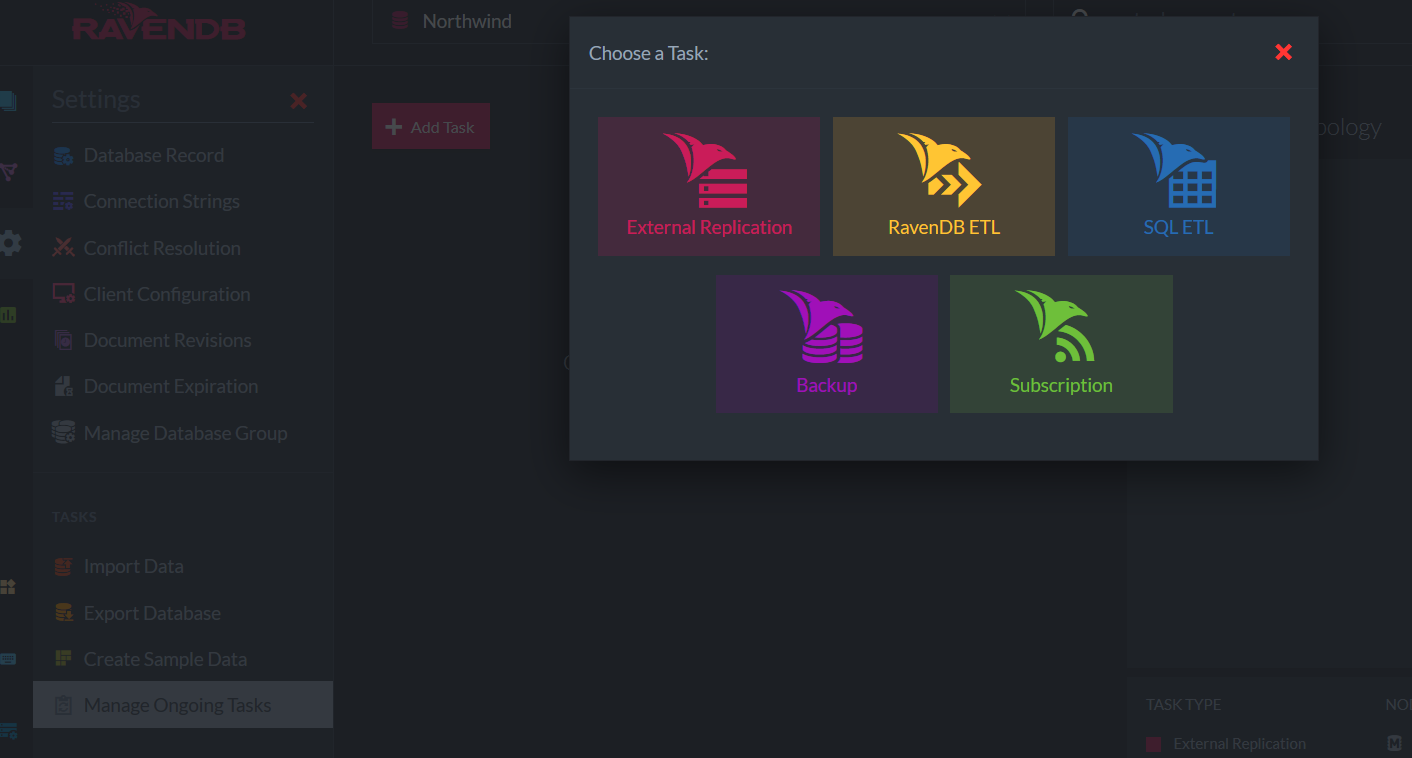 RAVENDB
Northwind
Choose a Task:
Settings
Add Task
Database Record
Connection Strings
Conflict Resolution
Client Configuration
Document Revisions
Document Expiration
Manage Database Group
External Replication
RavenDB ETL
SQL ETL
Backup
Subscription
TASKS
Import Data
Export Database
Create Sample Data
Manage Ongoing Tasks
TASK TYPE
External Replication
M